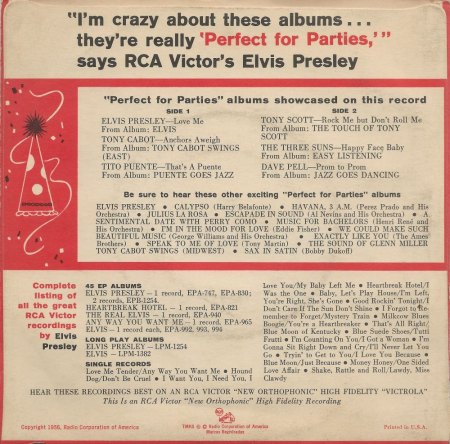 "I'm crazy about these albums...
they're really 'Perfect for Parties,'"
says RCA Victor's Elvis Presley
"Perfect for Parties" albums showcased on this record
SIDE 1
ELVIS PRESLEY—Love Me
From Album: ELVIS
TONY CABOT—Anchors Aweigh
From Album: TONY CABOT SWINGS
(EAST)
TITO PUENTE—That's A Puente
From Album: PUENTE GOES JAZZ
SIDE 2
TONY SCOTT—Rock Me but Don't Roll Me
From Album: THE TOUCH OF TONY
SCOTT
THE THREE SUNS—Happy Face Baby
From Album: EASY LISTENING
DAVE PELL—Prom to Prom
From Album: JAZZ GOES DANCING
Be sure to hear these other exciting "Perfect for Parties" albums
ELVIS PRESLEY • CALYPSO (Harry Belafonte) • HAVANA, 3 A.M. (Perez Prado and His
Orchestra) • JULIUS LA ROSA • ESCAPADE IN SOUND (Al Nevins and His Orchestra) • A
SENTIMENTAL DATE WITH PERRY COMO • MUSIC FOR BACHELORS (Henri René and
His Orchestra) • I'M IN THE MOOD FOR LOVE (Eddie Fisher) • WE COULD MAKE SUCH
BEAUTIFUL MUSIC (George Williams and His Orchestra) • EXACTLY LIKE YOU (The Ames
Brothers) • SPEAK TO ME OF LOVE (Tony Martin) • THE SOUND OF GLENN MILLER
TONY CABOT SWINGS (MIDWEST) • SAX IN SATIN (Bobby Dukoff)
Complete
listing of
all the great
RCA Victor
recordings
by Elvis
Presley
45 EP ALBUMS
ELVIS PRESLEY — 1 record, EPA-747, EPA-830;
2 records, EPB-1254.
HEARTBREAK HOTEL — 1 record, EPA-821
THE REAL ELVIS — 1 record, EPA-940
ANY WAY YOU WANT ME — 1 record, EPA-965
ELVIS — 1 record each, EPA-992, 993, 994
LONG PLAY ALBUMS
ELVIS PRESLEY — LPM-1254
ELVIS — LPM-1382
SINGLE RECORDS
Love Me Tender/Any Way You Want Me • Hound
Dog/Don't Be Cruel • I Want You, I Need You, I
Love You/My Baby Left Me • Heartbreak Hotel/I
Was the One • Baby, Let's Play House/I'm Left,
You're Right, She's Gone • Good Rockin' Tonight/I
Don't Care If the Sun Don't Shine • I Forgot to Re-
member to Forget/Mystery Train • Milkcow Blues
Boogie/You're a Heartbreaker • That's All Right/
Blue Moon of Kentucky • Blue Suede Shoes/Tutti
Frutti • I'm Counting On You/I Got a Woman • I'm
Gonna Sit Right Down and Cry/I'll Never Let You
Go • Tryin' to Get to You/I Love You Because •
Blue Moon/Just Because • Money Honey/One Sided
Love Affair • Shake, Rattle and Roll/Lawdy, Miss
Clawdy
HEAR THESE RECORDINGS BEST ON AN RCA VICTOR "NEW ORTHOPHONIC" HIGH FIDELITY "VICTROLA"
This Is an RCA Victor "New Orthophonic" High Fidelity Recording
Copyright 1956, Radio Corporation of America
TMKS ® © Radio Corporation of America
Marcas Registradas
Printed in U.S.A.